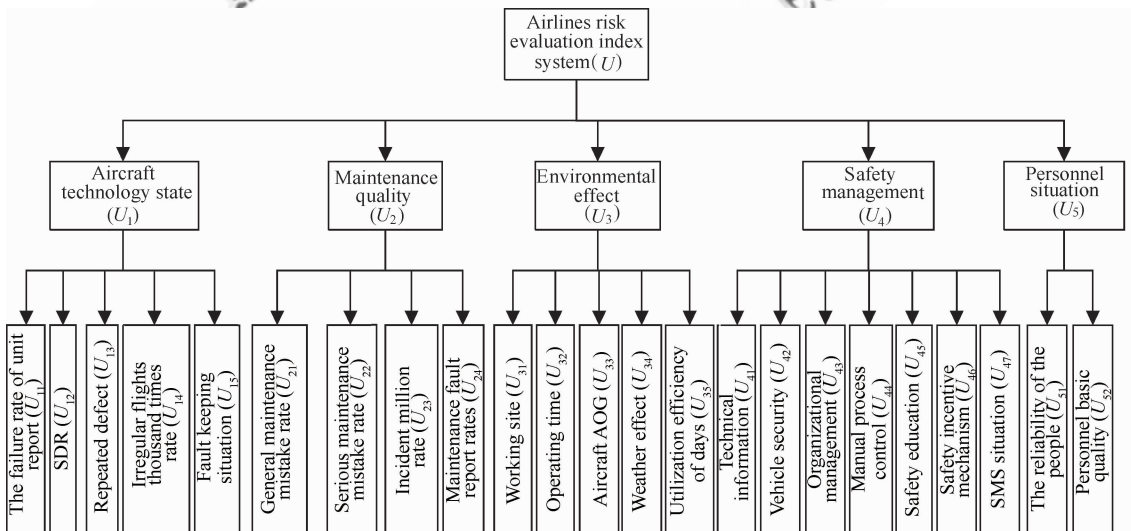 Airlines risk
evaluation index
system(U)
Aircraft
technology state
(U₁)
Maintenance
quality
(U₂)
Environmental
effect
(U₃)
Safety
management
(U₄)
Personnel
situation
(U₅)
The failure rate of unit
report (U₁₁)
SDR (U₁₂)
Repeated defect (U₁₃)
Irregular flights
thousand times
rate (U₁₄)
Fault keeping
situation (U₁₅)
General maintenance
mistake rate (U₂₁)
Serious maintenance
mistake rate (U₂₂)
Incident million
rate (U₂₃)
Maintenance fault
report rates (U₂₄)
Working site (U₃₁)
Operating time (U₃₂)
Aircraft AOG (U₃₃)
Weather effect (U₃₄)
Utilization efficiency
of days (U₃₅)
Technical
information (U₄₁)
Vehicle security (U₄₂)
Organizational
management (U₄₃)
Manual process
control (U₄₄)
Safety education (U₄₅)
Safety incentive
mechanism (U₄₆)
SMS situation (U₄₇)
The reliability of the
people (U₅₁)
Personnel basic
quality (U₅₂)